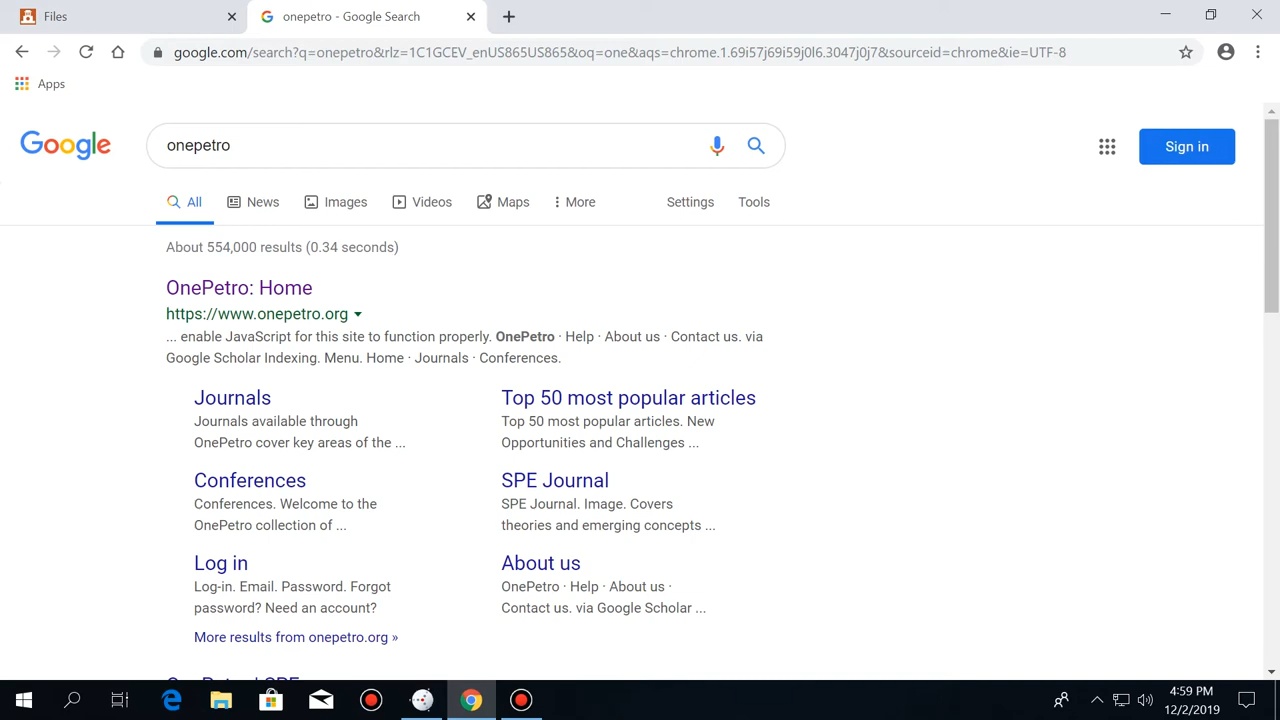 Files
onepetro - Google Search
google.com/search?q=onepetro&rlz=1C1GCEV_enUS865US865&oq=one&aqs=chrome.1.69i57j69i59j0l6.3047j0j7&sourceid=chrome&ie=UTF-8
Apps
Google
onepetro
Sign in
All News Images Videos Maps More Settings Tools
About 554,000 results (0.34 seconds)
OnePetro: Home
https://www.onepetro.org
... enable JavaScript for this site to function properly. OnePetro · Help · About us · Contact us. via
Google Scholar Indexing. Menu. Home · Journals · Conferences.
Journals
Journals available through
OnePetro cover key areas of the ...
Top 50 most popular articles
Top 50 most popular articles. New
Opportunities and Challenges ...
Conferences
Conferences. Welcome to the
OnePetro collection of ...
SPE Journal
SPE Journal. Image. Covers
theories and emerging concepts ...
Log in
Log-in. Email. Password. Forgot
password? Need an account?
About us
OnePetro · Help · About us ·
Contact us. via Google Scholar ...
More results from onepetro.org »
4:59 PM
12/2/2019